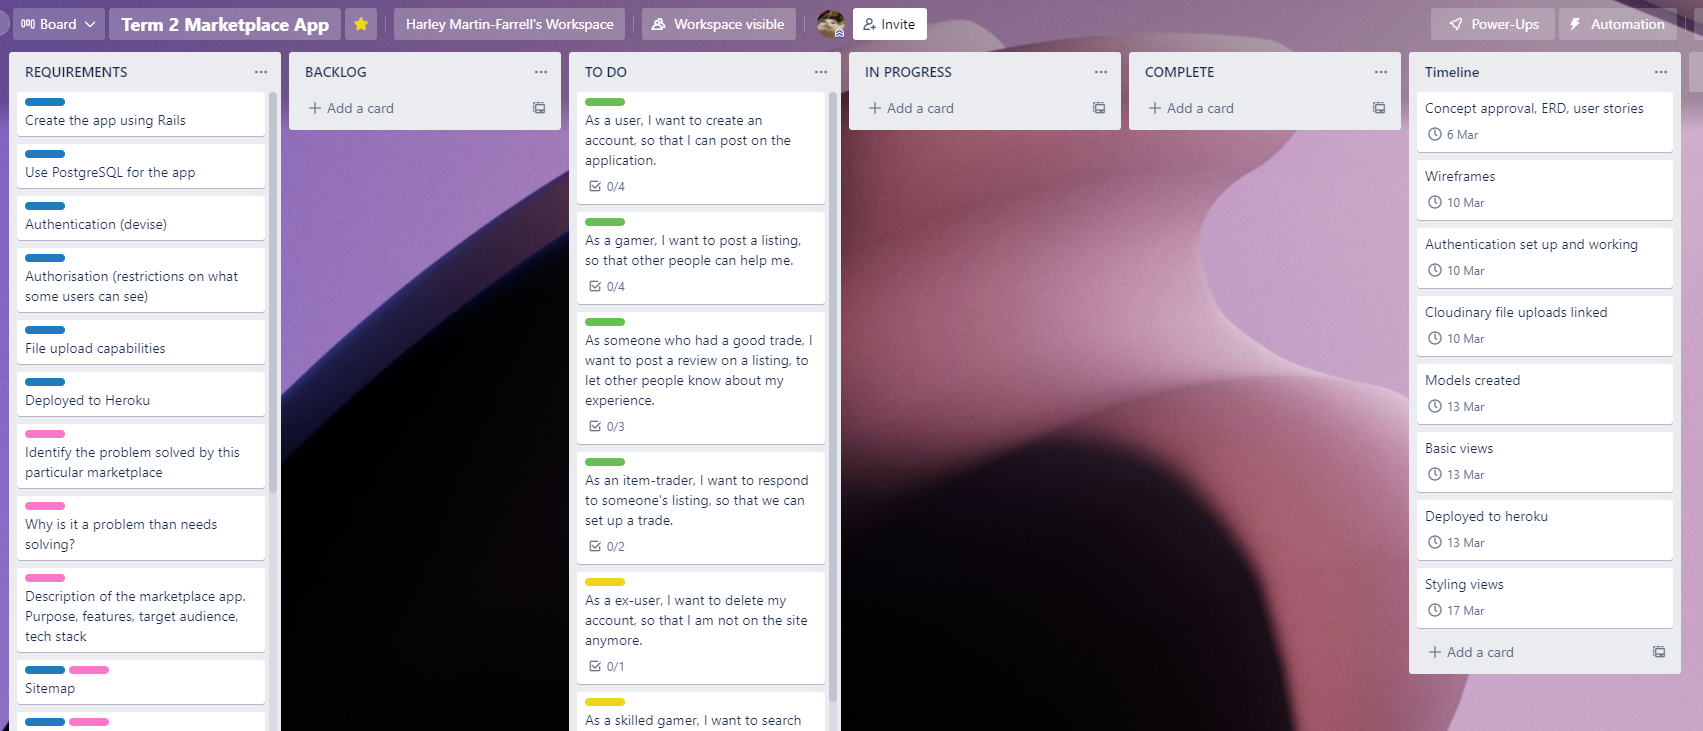 Board
Term 2 Marketplace App
Harley Martin-Farrell's Workspace
Workspace visible
Invite
Power-Ups
Automation
REQUIREMENTS
Create the app using Rails
Use PostgreSQL for the app
Authentication (devise)
Authorisation (restrictions on what
some users can see)
File upload capabilities
Deployed to Heroku
Identify the problem solved by this
particular marketplace
Why is it a problem than needs
solving?
Description of the marketplace app.
Purpose, features, target audience,
tech stack
Sitemap
BACKLOG
Add a card
TO DO
As a user, I want to create an
account, so that I can post on the
application.
0/4
As a gamer, I want to post a listing,
so that other people can help me.
0/4
As someone who had a good trade, I
want to post a review on a listing, to
let other people know about my
experience.
0/3
As an item-trader, I want to respond
to someone's listing, so that we can
set up a trade.
0/2
As a ex-user, I want to delete my
account, so that I am not on the site
anymore.
0/1
As a skilled gamer, I want to search
IN PROGRESS
Add a card
COMPLETE
Add a card
Timeline
Concept approval, ERD, user stories
6 Mar
Wireframes
10 Mar
Authentication set up and working
10 Mar
Cloudinary file uploads linked
10 Mar
Models created
13 Mar
Basic views
13 Mar
Deployed to heroku
13 Mar
Styling views
17 Mar
Add a card